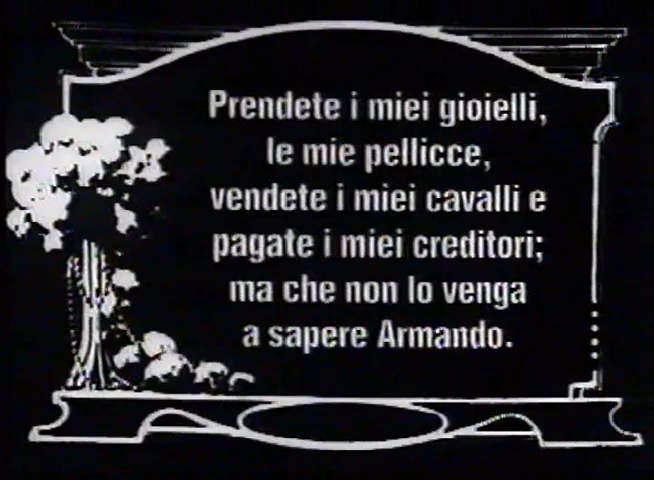 Prendete i miei gioielli,
le mie pellicce,
vendete i miei cavalli e
pagate i miei creditori;
ma che non lo venga
a sapere Armando.